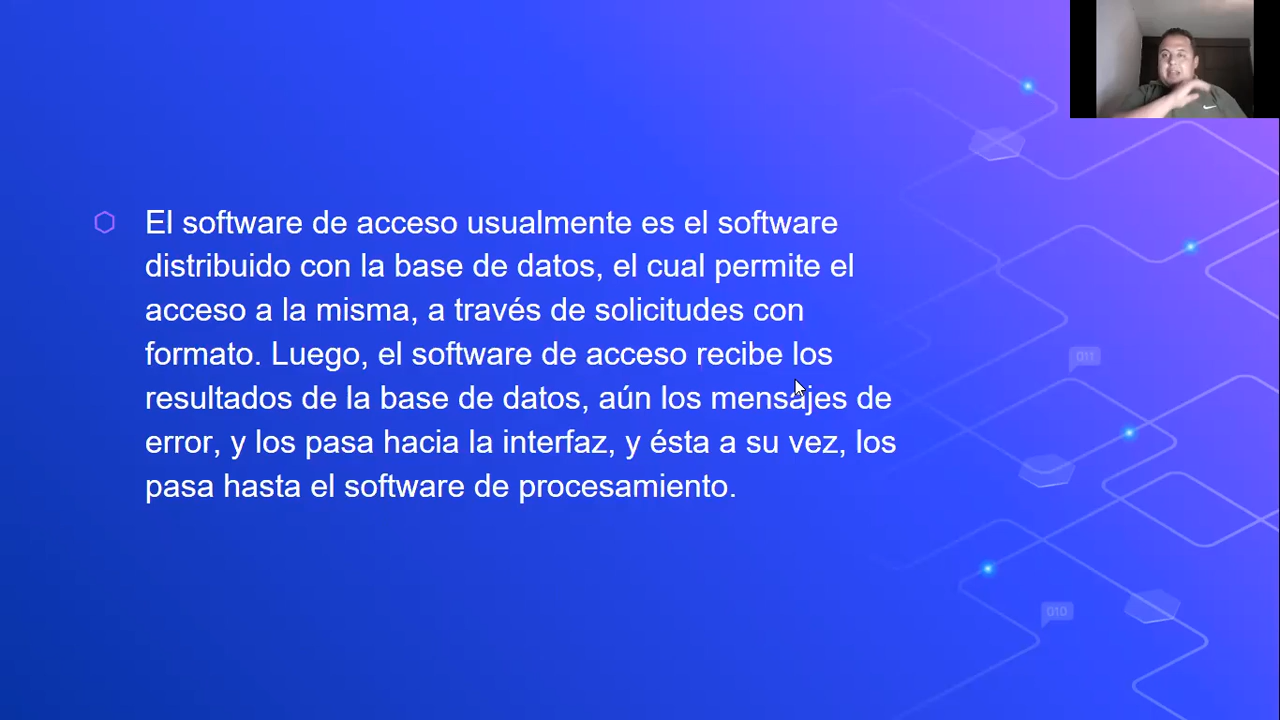 El software de acceso usualmente es el software
distribuido con la base de datos, el cual permite el
acceso a la misma, a través de solicitudes con
formato. Luego, el software de acceso recibe los
resultados de la base de datos, aún los mensajes de
error, y los pasa hacia la interfaz, y ésta a su vez, los
pasa hasta el software de procesamiento.
011
010